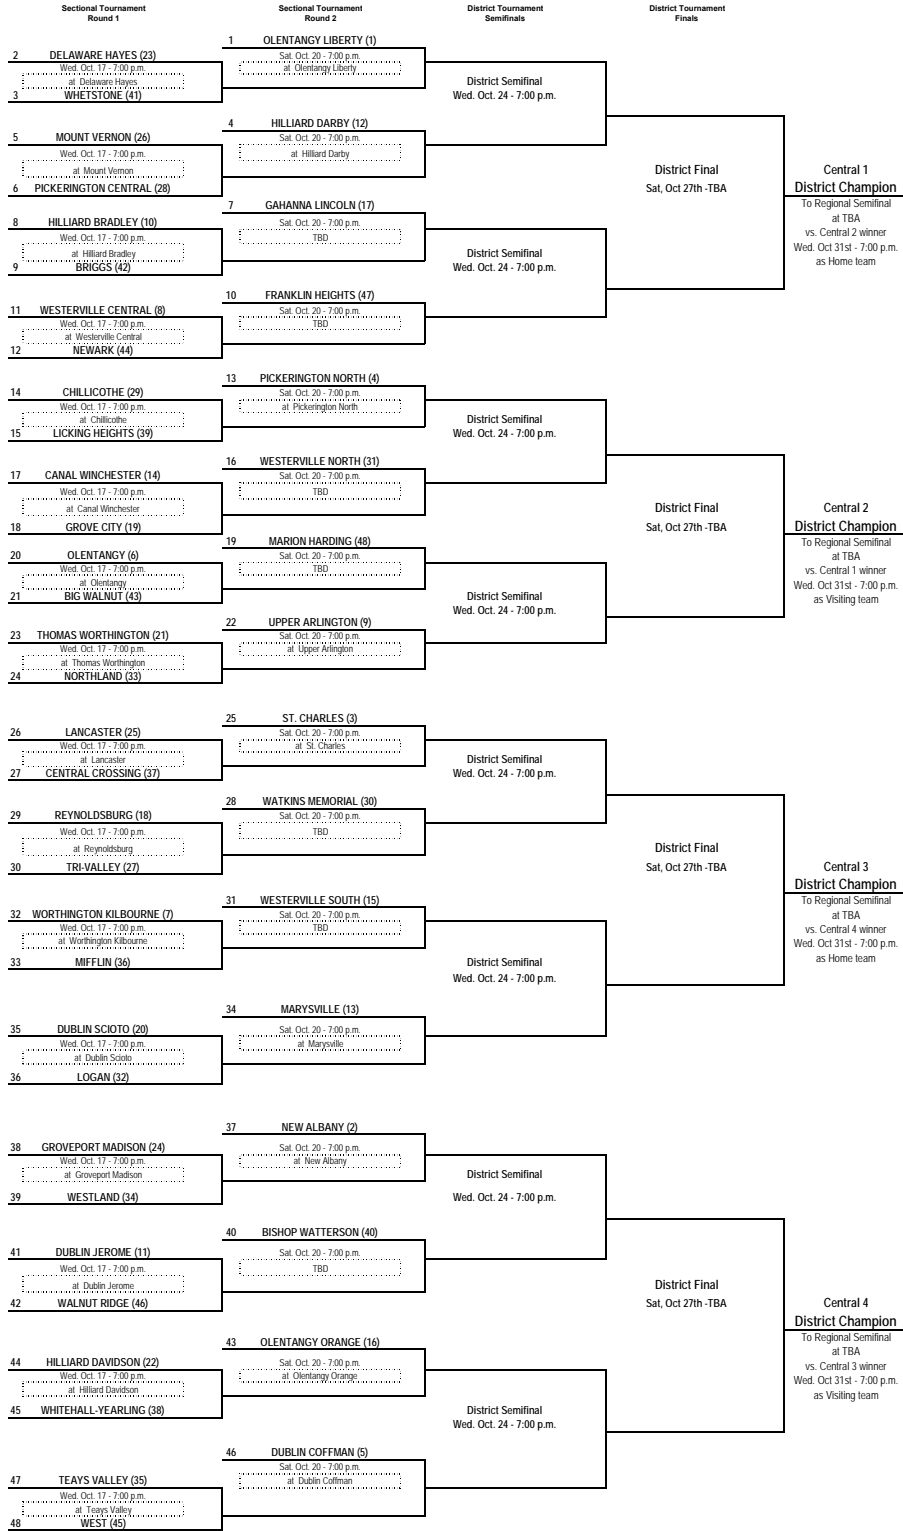 Sectional Tournament
Round 1
Sectional Tournament
Round 2
District Tournament
Semifinals
District Tournament
Finals
1 OLENTANGY LIBERTY (1)
2 DELAWARE HAYES (23)
Sat. Oct. 20 - 7:00 p.m.
Wed. Oct. 17 - 7:00 p.m.
at Olentangy Liberty
at Delaware Hayes
District Semifinal
3 WHETSTONE (41)
Wed. Oct. 24 - 7:00 p.m.
4 HILLIARD DARBY (12)
5 MOUNT VERNON (26)
Sat. Oct. 20 - 7:00 p.m.
Wed. Oct. 17 - 7:00 p.m.
at Hilliard Darby
at Mount Vernon
District Final
Central 1
6 PICKERINGTON CENTRAL (28)
Sat, Oct 27th -TBA
District Champion
To Regional Semifinal
at TBA
vs. Central 2 winner
Wed. Oct 31st - 7:00 p.m.
as Home team
7 GAHANNA LINCOLN (17)
8 HILLIARD BRADLEY (10)
Sat. Oct. 20 - 7:00 p.m.
Wed. Oct. 17 - 7:00 p.m.
TBD
at Hilliard Bradley
District Semifinal
9 BRIGGS (42)
Wed. Oct. 24 - 7:00 p.m.
10 FRANKLIN HEIGHTS (47)
11 WESTERVILLE CENTRAL (8)
Sat. Oct. 20 - 7:00 p.m.
Wed. Oct. 17 - 7:00 p.m.
TBD
at Westerville Central
12 NEWARK (44)
13 PICKERINGTON NORTH (4)
14 CHILLICOTHE (29)
Sat. Oct. 20 - 7:00 p.m.
Wed. Oct. 17 - 7:00 p.m.
at Pickerington North
at Chillicothe
District Semifinal
15 LICKING HEIGHTS (39)
Wed. Oct. 24 - 7:00 p.m.
16 WESTERVILLE NORTH (31)
17 CANAL WINCHESTER (14)
Sat. Oct. 20 - 7:00 p.m.
Wed. Oct. 17 - 7:00 p.m.
TBD
at Canal Winchester
District Final
Central 2
18 GROVE CITY (19)
Sat, Oct 27th -TBA
District Champion
To Regional Semifinal
at TBA
vs. Central 1 winner
Wed. Oct 31st - 7:00 p.m.
as Visiting team
19 MARION HARDING (48)
20 OLENTANGY (6)
Sat. Oct. 20 - 7:00 p.m.
Wed. Oct. 17 - 7:00 p.m.
TBD
at Olentangy
21 BIG WALNUT (43)
District Semifinal
Wed. Oct. 24 - 7:00 p.m.
22 UPPER ARLINGTON (9)
23 THOMAS WORTHINGTON (21)
Sat. Oct. 20 - 7:00 p.m.
Wed. Oct. 17 - 7:00 p.m.
at Upper Arlington
at Thomas Worthington
24 NORTHLAND (33)
25 ST. CHARLES (3)
26 LANCASTER (25)
Sat. Oct. 20 - 7:00 p.m.
Wed. Oct. 17 - 7:00 p.m.
at St. Charles
at Lancaster
District Semifinal
27 CENTRAL CROSSING (37)
Wed. Oct. 24 - 7:00 p.m.
28 WATKINS MEMORIAL (30)
29 REYNOLDSBURG (18)
Sat. Oct. 20 - 7:00 p.m.
Wed. Oct. 17 - 7:00 p.m.
TBD
at Reynoldsburg
District Final
30 TRI-VALLEY (27)
Sat, Oct 27th -TBA
Central 3
District Champion
To Regional Semifinal
at TBA
vs. Central 4 winner
Wed. Oct 31st - 7:00 p.m.
as Home team
31 WESTERVILLE SOUTH (15)
32 WORTHINGTON KILBOURNE (7)
Sat. Oct. 20 - 7:00 p.m.
Wed. Oct. 17 - 7:00 p.m.
TBD
at Worthington Kilbourne
33 MIFFLIN (36)
District Semifinal
Wed. Oct. 24 - 7:00 p.m.
34 MARYSVILLE (13)
35 DUBLIN SCIOTO (20)
Sat. Oct. 20 - 7:00 p.m.
Wed. Oct. 17 - 7:00 p.m.
at Marysville
at Dublin Scioto
36 LOGAN (32)
37 NEW ALBANY (2)
38 GROVEPORT MADISON (24)
Sat. Oct. 20 - 7:00 p.m.
Wed. Oct. 17 - 7:00 p.m.
at New Albany
at Groveport Madison
District Semifinal
39 WESTLAND (34)
Wed. Oct. 24 - 7:00 p.m.
40 BISHOP WATTERSON (40)
41 DUBLIN JEROME (11)
Sat. Oct. 20 - 7:00 p.m.
Wed. Oct. 17 - 7:00 p.m.
TBD
at Dublin Jerome
District Final
42 WALNUT RIDGE (46)
Sat, Oct 27th -TBA
Central 4
District Champion
To Regional Semifinal
at TBA
vs. Central 3 winner
Wed. Oct 31st - 7:00 p.m.
as Visiting team
43 OLENTANGY ORANGE (16)
44 HILLIARD DAVIDSON (22)
Sat. Oct. 20 - 7:00 p.m.
Wed. Oct. 17 - 7:00 p.m.
at Olentangy Orange
at Hilliard Davidson
45 WHITEHALL-YEARLING (38)
District Semifinal
Wed. Oct. 24 - 7:00 p.m.
46 DUBLIN COFFMAN (5)
47 TEAYS VALLEY (35)
Sat. Oct. 20 - 7:00 p.m.
Wed. Oct. 17 - 7:00 p.m.
at Dublin Coffman
at Teays Valley
48 WEST (45)